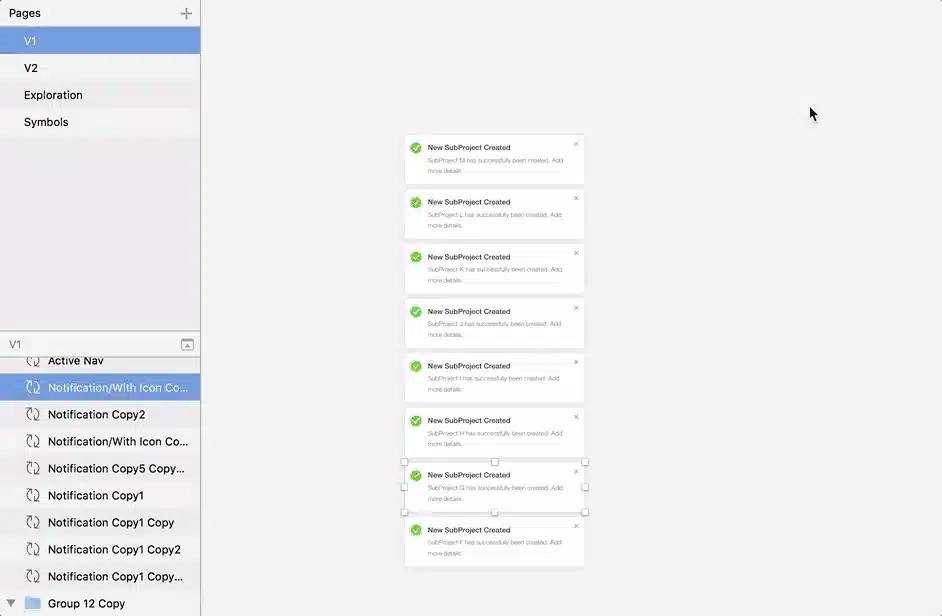 Pages
V1
V2
Exploration
Symbols
V1
Active Nav
Notification/With Icon Co...
Notification Copy2
Notification/With Icon Co...
Notification Copy5 Copy...
Notification Copy1
Notification Copy1 Copy
Notification Copy1 Copy2
Notification Copy1 Copy...
Group 12 Copy
New SubProject Created
SubProject M has successfully been created. Add
more details
New SubProject Created
SubProject L has successfully been created. Add
more details.
New SubProject Created
SubProject K has successfully been created. Add
more details.
New SubProject Created
SubProject J has successfully been created. Add
more details.
New SubProject Created
SubProject I has successfully been created. Add
more details.
New SubProject Created
SubProject H has successfully been created. Add
more details.
New SubProject Created
SubProject G has successfully been created. Add
more details.
New SubProject Created
SubProject F has successfully been created. Add
more details.